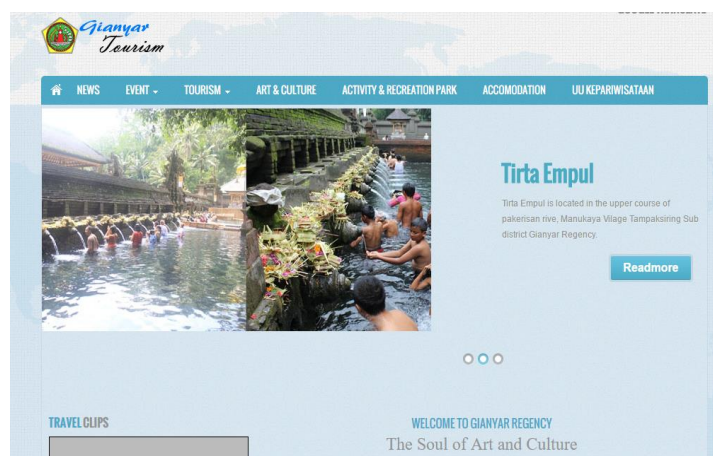 Gianyar
Tourism
NEWS EVENT TOURISM ART & CULTURE ACTIVITY & RECREATION PARK ACCOMODATION UU KEPARIWISATAAN
Tirta Empul
Tirta Empul is located in the upper course of
pakerisan rive, Manukaya Vilage Tampaksiring Sub
district Gianyar Regency.
Readmore
TRAVEL CLIPS
WELCOME TO GIANYAR REGENCY
The Soul of Art and Culture